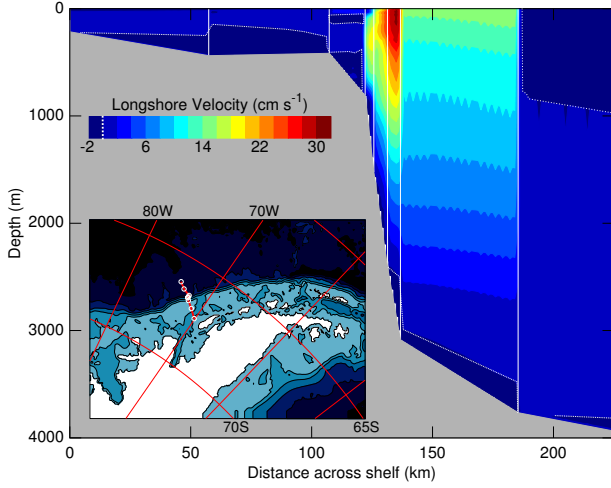 0
1000
2000
3000
4000
Depth (m)
Longshore Velocity (cm s⁻¹)
-2 6 14 22 30
80W 70W
70S 65S
0 50 100 150 200
Distance across shelf (km)